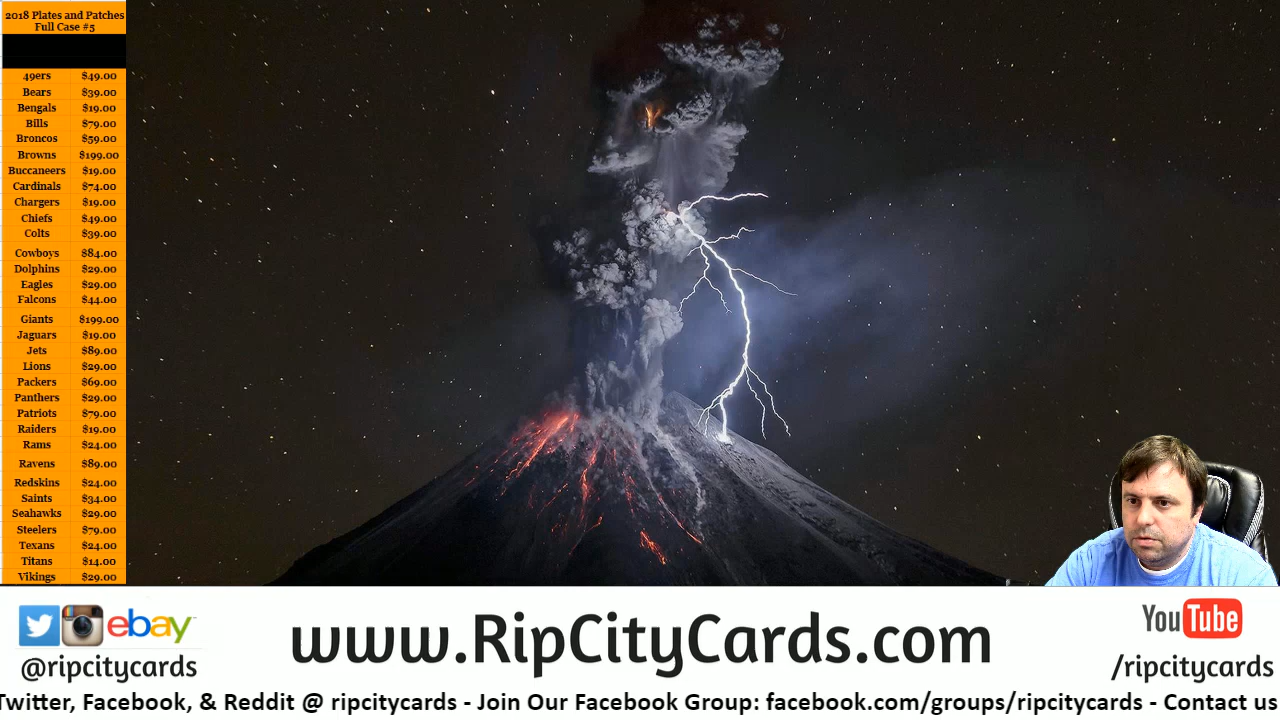 2018 Plates and Patches
Full Case #5
49ers $49.00
Bears $39.00
Bengals $19.00
Bills $79.00
Broncos $59.00
Browns $199.00
Buccaneers $19.00
Cardinals $74.00
Chargers $19.00
Chiefs $49.00
Colts $39.00
Cowboys $84.00
Dolphins $29.00
Eagles $29.00
Falcons $44.00
Giants $199.00
Jaguars $19.00
Jets $89.00
Lions $29.00
Packers $69.00
Panthers $29.00
Patriots $79.00
Raiders $19.00
Rams $24.00
Ravens $89.00
Redskins $24.00
Saints $34.00
Seahawks $29.00
Steelers $79.00
Texans $24.00
Titans $14.00
Vikings $29.00
ebay
@ripcitycards
www.RipCityCards.com
YouTube
/ripcitycards
Twitter, Facebook, & Reddit @ ripcitycards - Join Our Facebook Group: facebook.com/groups/ripcitycards - Contact us